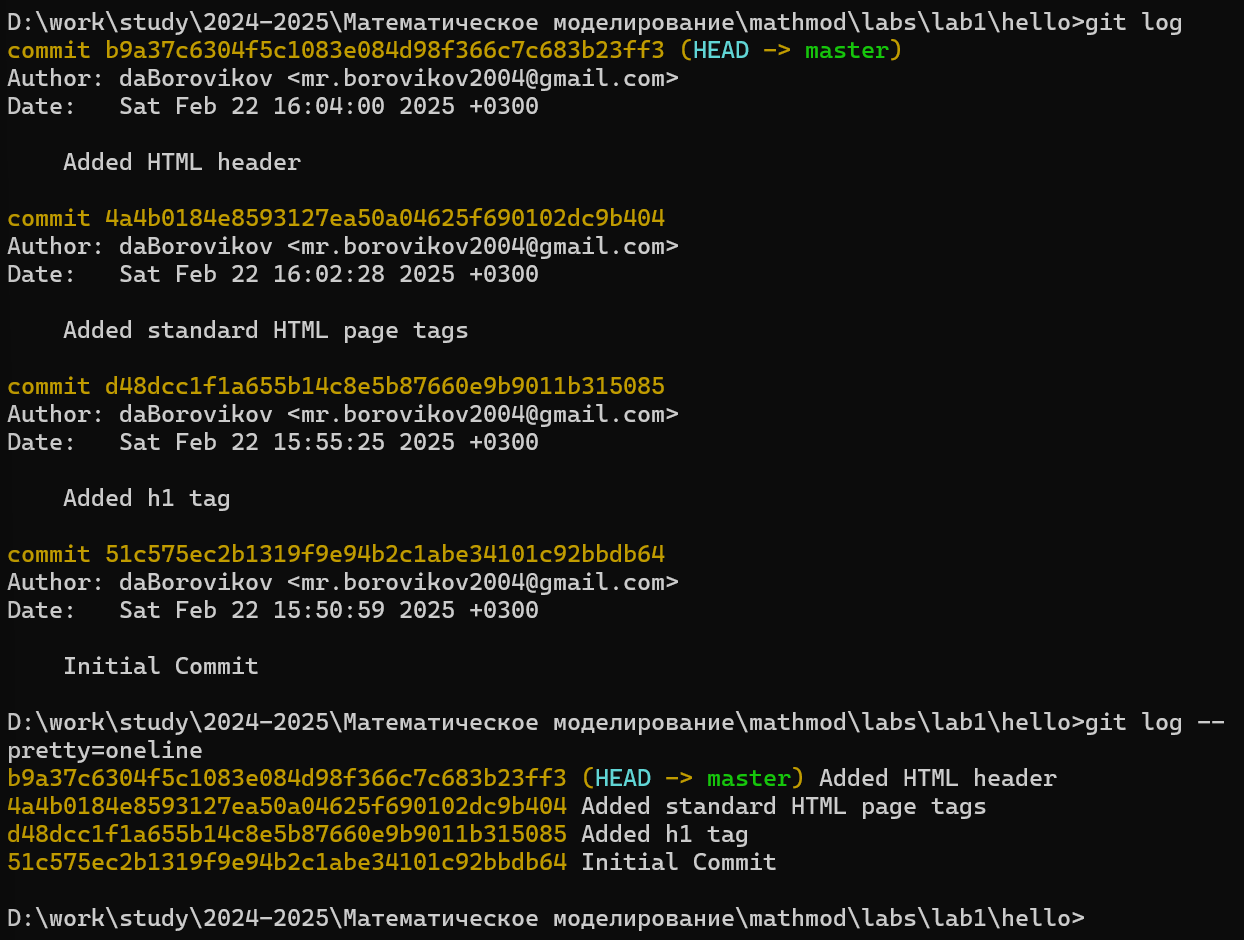 D:\work\study\2024-2025\Математическое моделирование\mathmod\labs\lab1\hello>git log
commit b9a37c6304f5c1083e084d98f366c7c683b23ff3 (HEAD -> master)
Author: daBorovikov <mr.borovikov2004@gmail.com>
Date:   Sat Feb 22 16:04:00 2025 +0300
    Added HTML header
commit 4a4b0184e8593127ea50a04625f690102dc9b404
Author: daBorovikov <mr.borovikov2004@gmail.com>
Date:   Sat Feb 22 16:02:28 2025 +0300
    Added standard HTML page tags
commit d48dcc1f1a655b14c8e5b87660e9b9011b315085
Author: daBorovikov <mr.borovikov2004@gmail.com>
Date:   Sat Feb 22 15:55:25 2025 +0300
    Added h1 tag
commit 51c575ec2b1319f9e94b2c1abe34101c92bbdb64
Author: daBorovikov <mr.borovikov2004@gmail.com>
Date:   Sat Feb 22 15:50:59 2025 +0300
    Initial Commit
D:\work\study\2024-2025\Математическое моделирование\mathmod\labs\lab1\hello>git log --
pretty=oneline
b9a37c6304f5c1083e084d98f366c7c683b23ff3 (HEAD -> master) Added HTML header
4a4b0184e8593127ea50a04625f690102dc9b404 Added standard HTML page tags
d48dcc1f1a655b14c8e5b87660e9b9011b315085 Added h1 tag
51c575ec2b1319f9e94b2c1abe34101c92bbdb64 Initial Commit
D:\work\study\2024-2025\Математическое моделирование\mathmod\labs\lab1\hello>